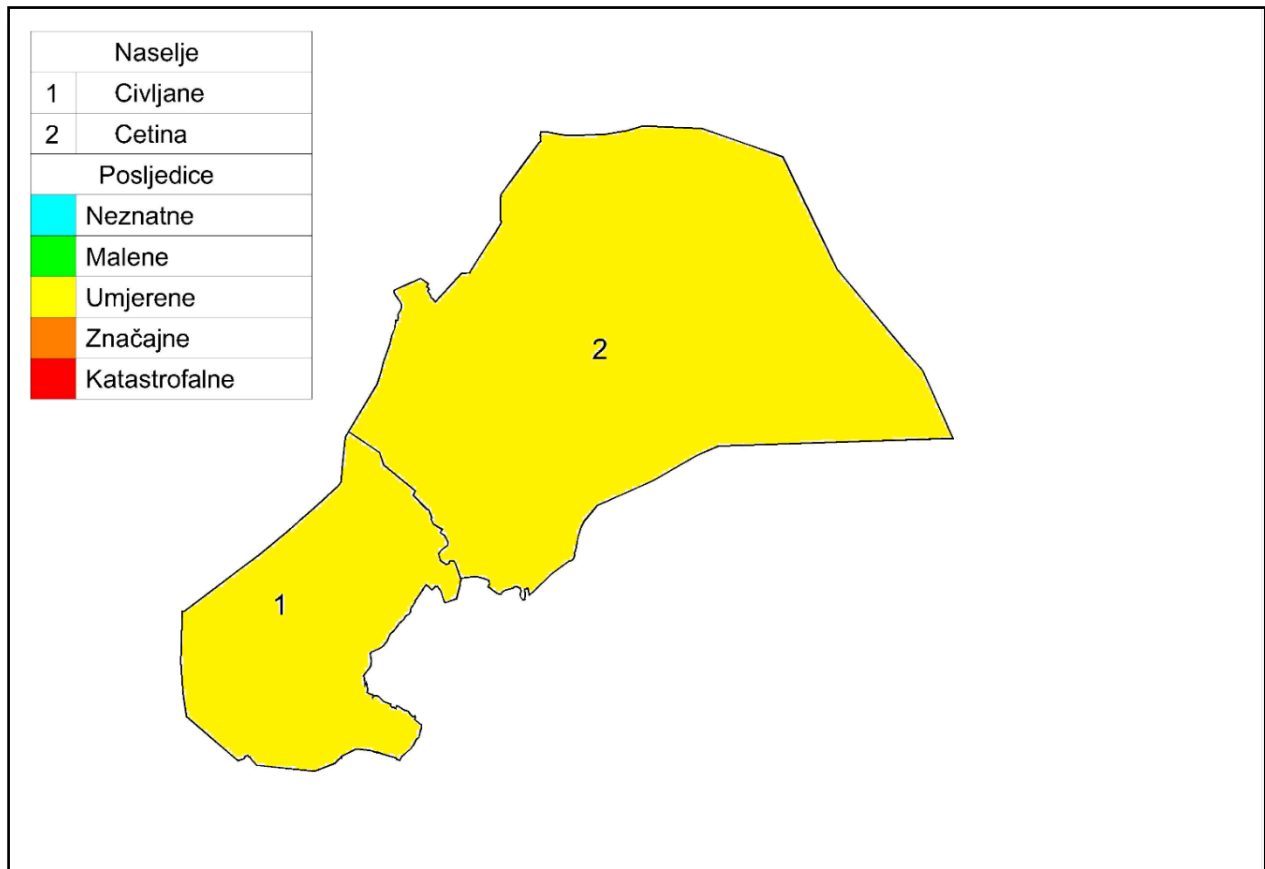 Naselje
1 Civljane
2 Cetina
Posljedice
Neznatne
Malene
Umjerene
Značajne
Katastrofalne
2
1